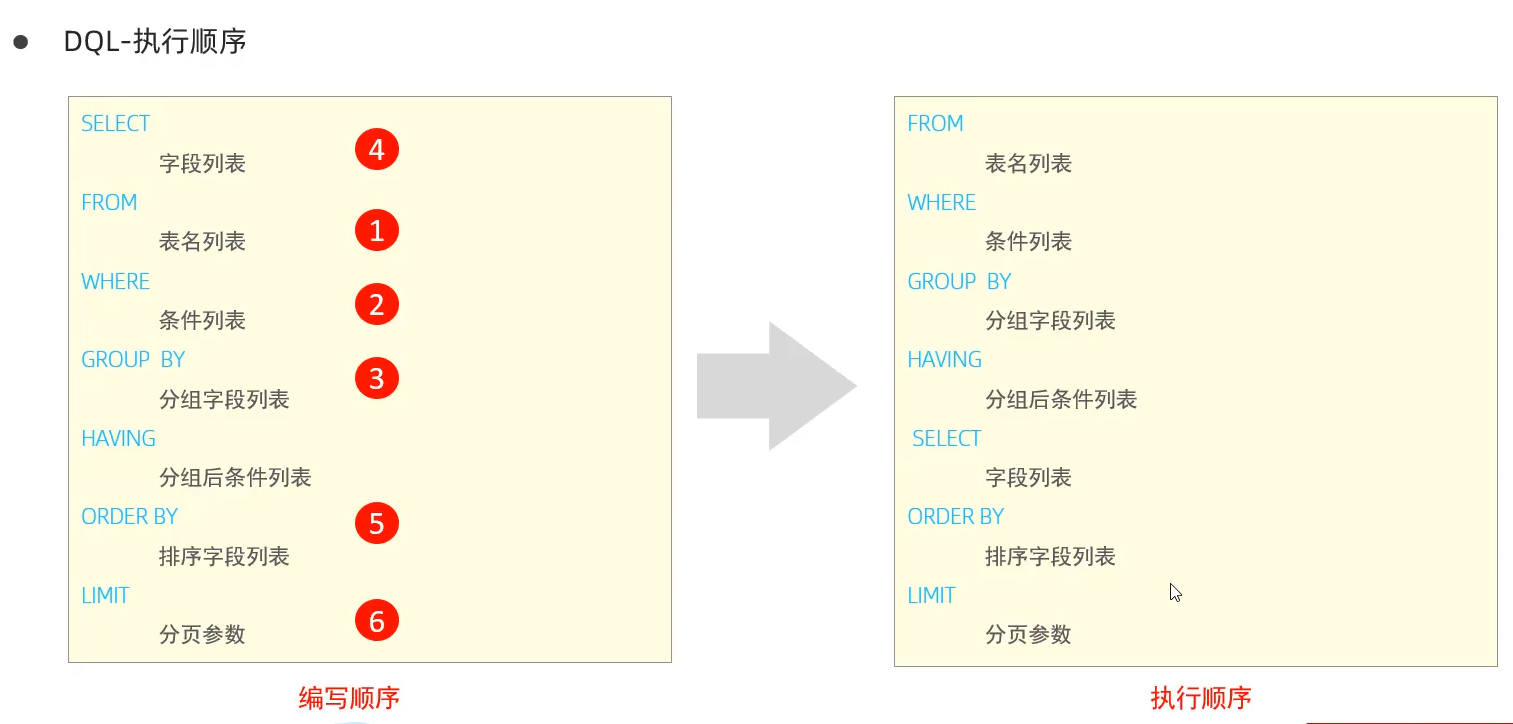 DQL-执行顺序
SELECT
字段列表
4
FROM
表名列表
1
WHERE
条件列表
2
GROUP BY
分组字段列表
3
HAVING
分组后条件列表
ORDER BY
排序字段列表
5
LIMIT
分页参数
6
编写顺序
FROM
表名列表
WHERE
条件列表
GROUP BY
分组字段列表
HAVING
分组后条件列表
SELECT
字段列表
ORDER BY
排序字段列表
LIMIT
分页参数
执行顺序